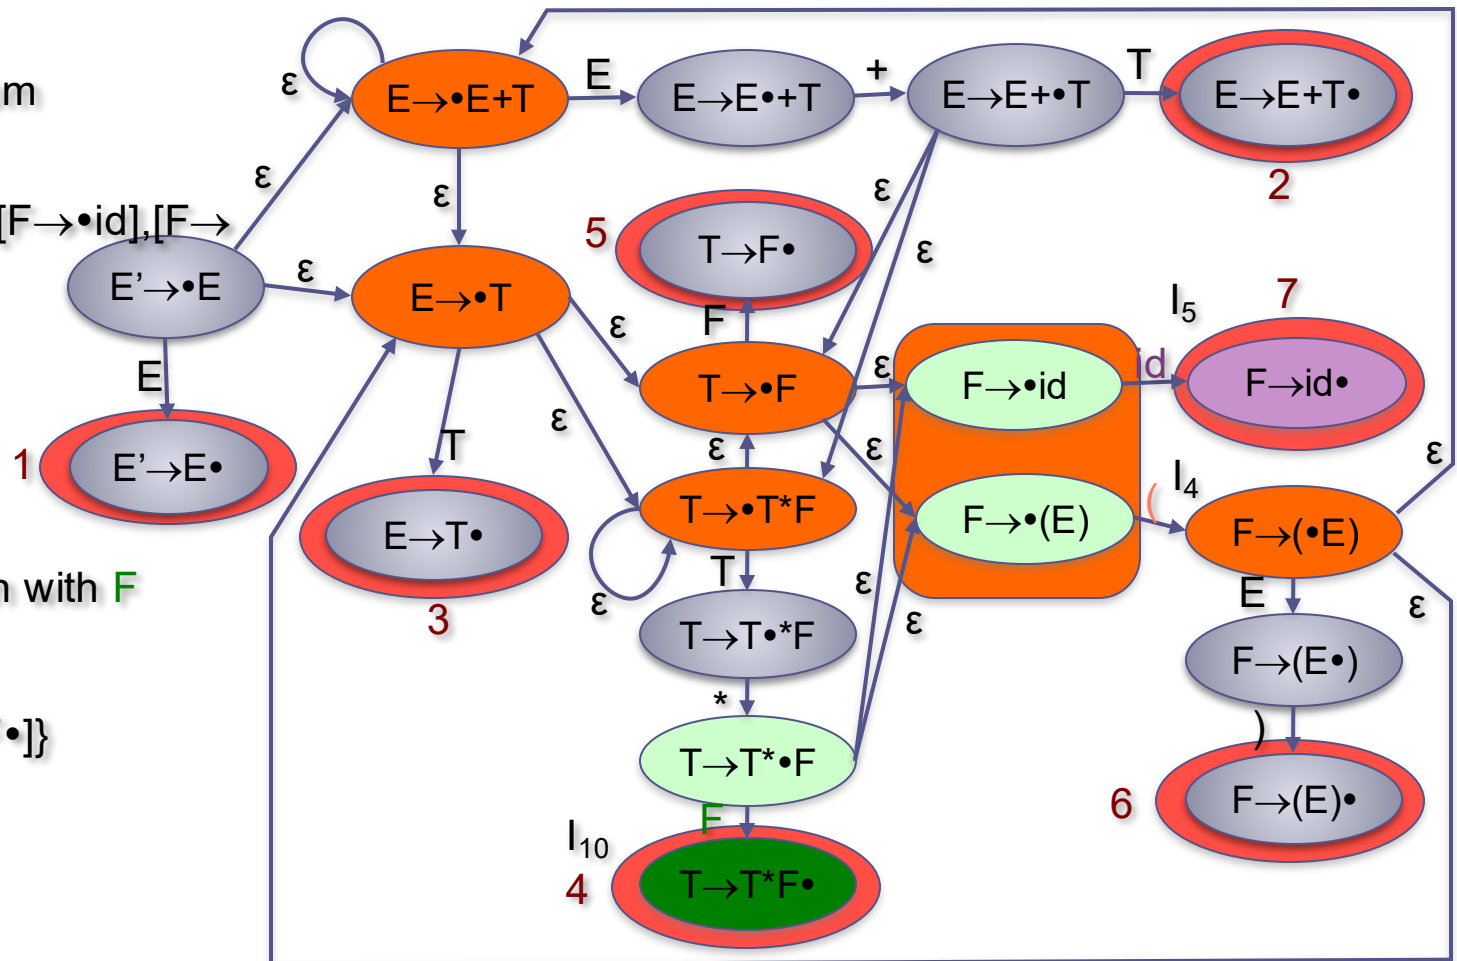 m
[F→•id],[F→
n with F
•]}
ε
E→•E+T
E
E→E•+T
+
E→E+•T
T
E→E+T•
2
ε
ε
ε
ε
5
T→F•
E'→•E
ε
E→•T
F
ε
I5
7
E
T→•F
ε
F→•id
id
F→id•
1
E'→E•
T
ε
ε
ε
ε
E→T•
3
T→•T*F
F→•(E)
(
I4
F→(•E)
ε
T
ε
ε
E
ε
T→T•*F
ε
F→(E•)
*
)
T→T*•F
F→(E)•
6
F
I10
4
T→T*F•